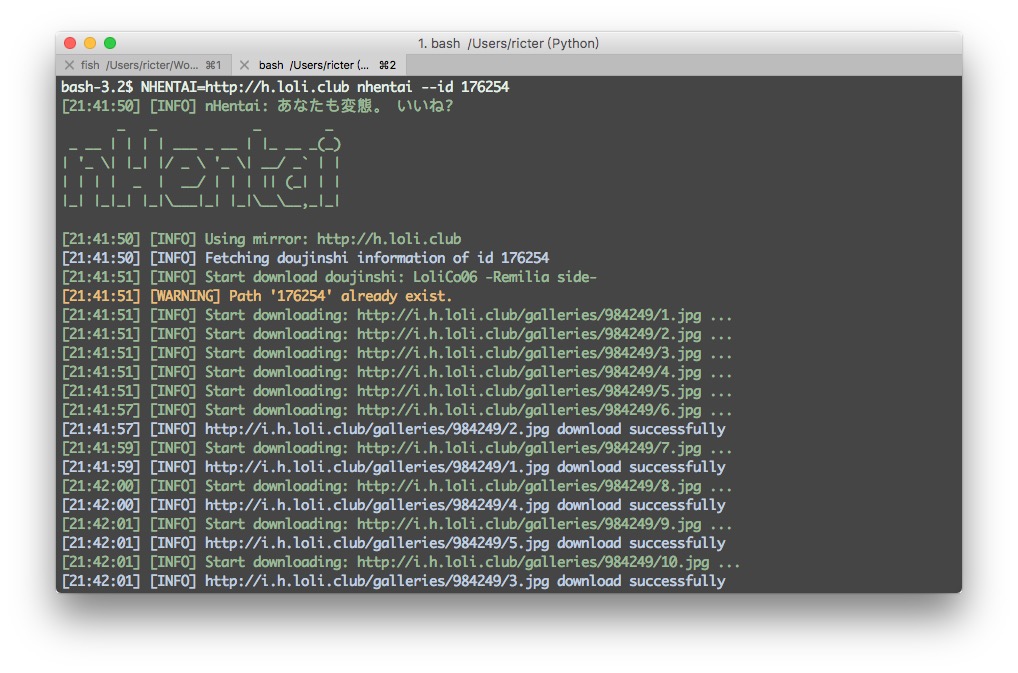 1. bash /Users/ricter (Python)
fish /Users/ricter/Wo... ⌘1 bash /Users/ricter (... ⌘2
bash-3.2$ NHENTAI=http://h.loli.club nhentai --id 176254
[21:41:50] [INFO] nHentai: あなたも変態。 いいね?
nHentai
[21:41:50] [INFO] Using mirror: http://h.loli.club
[21:41:50] [INFO] Fetching doujinshi information of id 176254
[21:41:51] [INFO] Start download doujinshi: LoliCo06 -Remilia side-
[21:41:51] [WARNING] Path '176254' already exist.
[21:41:51] [INFO] Start downloading: http://i.h.loli.club/galleries/984249/1.jpg ...
[21:41:51] [INFO] Start downloading: http://i.h.loli.club/galleries/984249/2.jpg ...
[21:41:51] [INFO] Start downloading: http://i.h.loli.club/galleries/984249/3.jpg ...
[21:41:51] [INFO] Start downloading: http://i.h.loli.club/galleries/984249/4.jpg ...
[21:41:51] [INFO] Start downloading: http://i.h.loli.club/galleries/984249/5.jpg ...
[21:41:57] [INFO] Start downloading: http://i.h.loli.club/galleries/984249/6.jpg ...
[21:41:57] [INFO] http://i.h.loli.club/galleries/984249/2.jpg download successfully
[21:41:59] [INFO] Start downloading: http://i.h.loli.club/galleries/984249/7.jpg ...
[21:41:59] [INFO] http://i.h.loli.club/galleries/984249/1.jpg download successfully
[21:42:00] [INFO] Start downloading: http://i.h.loli.club/galleries/984249/8.jpg ...
[21:42:00] [INFO] http://i.h.loli.club/galleries/984249/4.jpg download successfully
[21:42:01] [INFO] Start downloading: http://i.h.loli.club/galleries/984249/9.jpg ...
[21:42:01] [INFO] http://i.h.loli.club/galleries/984249/5.jpg download successfully
[21:42:01] [INFO] Start downloading: http://i.h.loli.club/galleries/984249/10.jpg ...
[21:42:01] [INFO] http://i.h.loli.club/galleries/984249/3.jpg download successfully